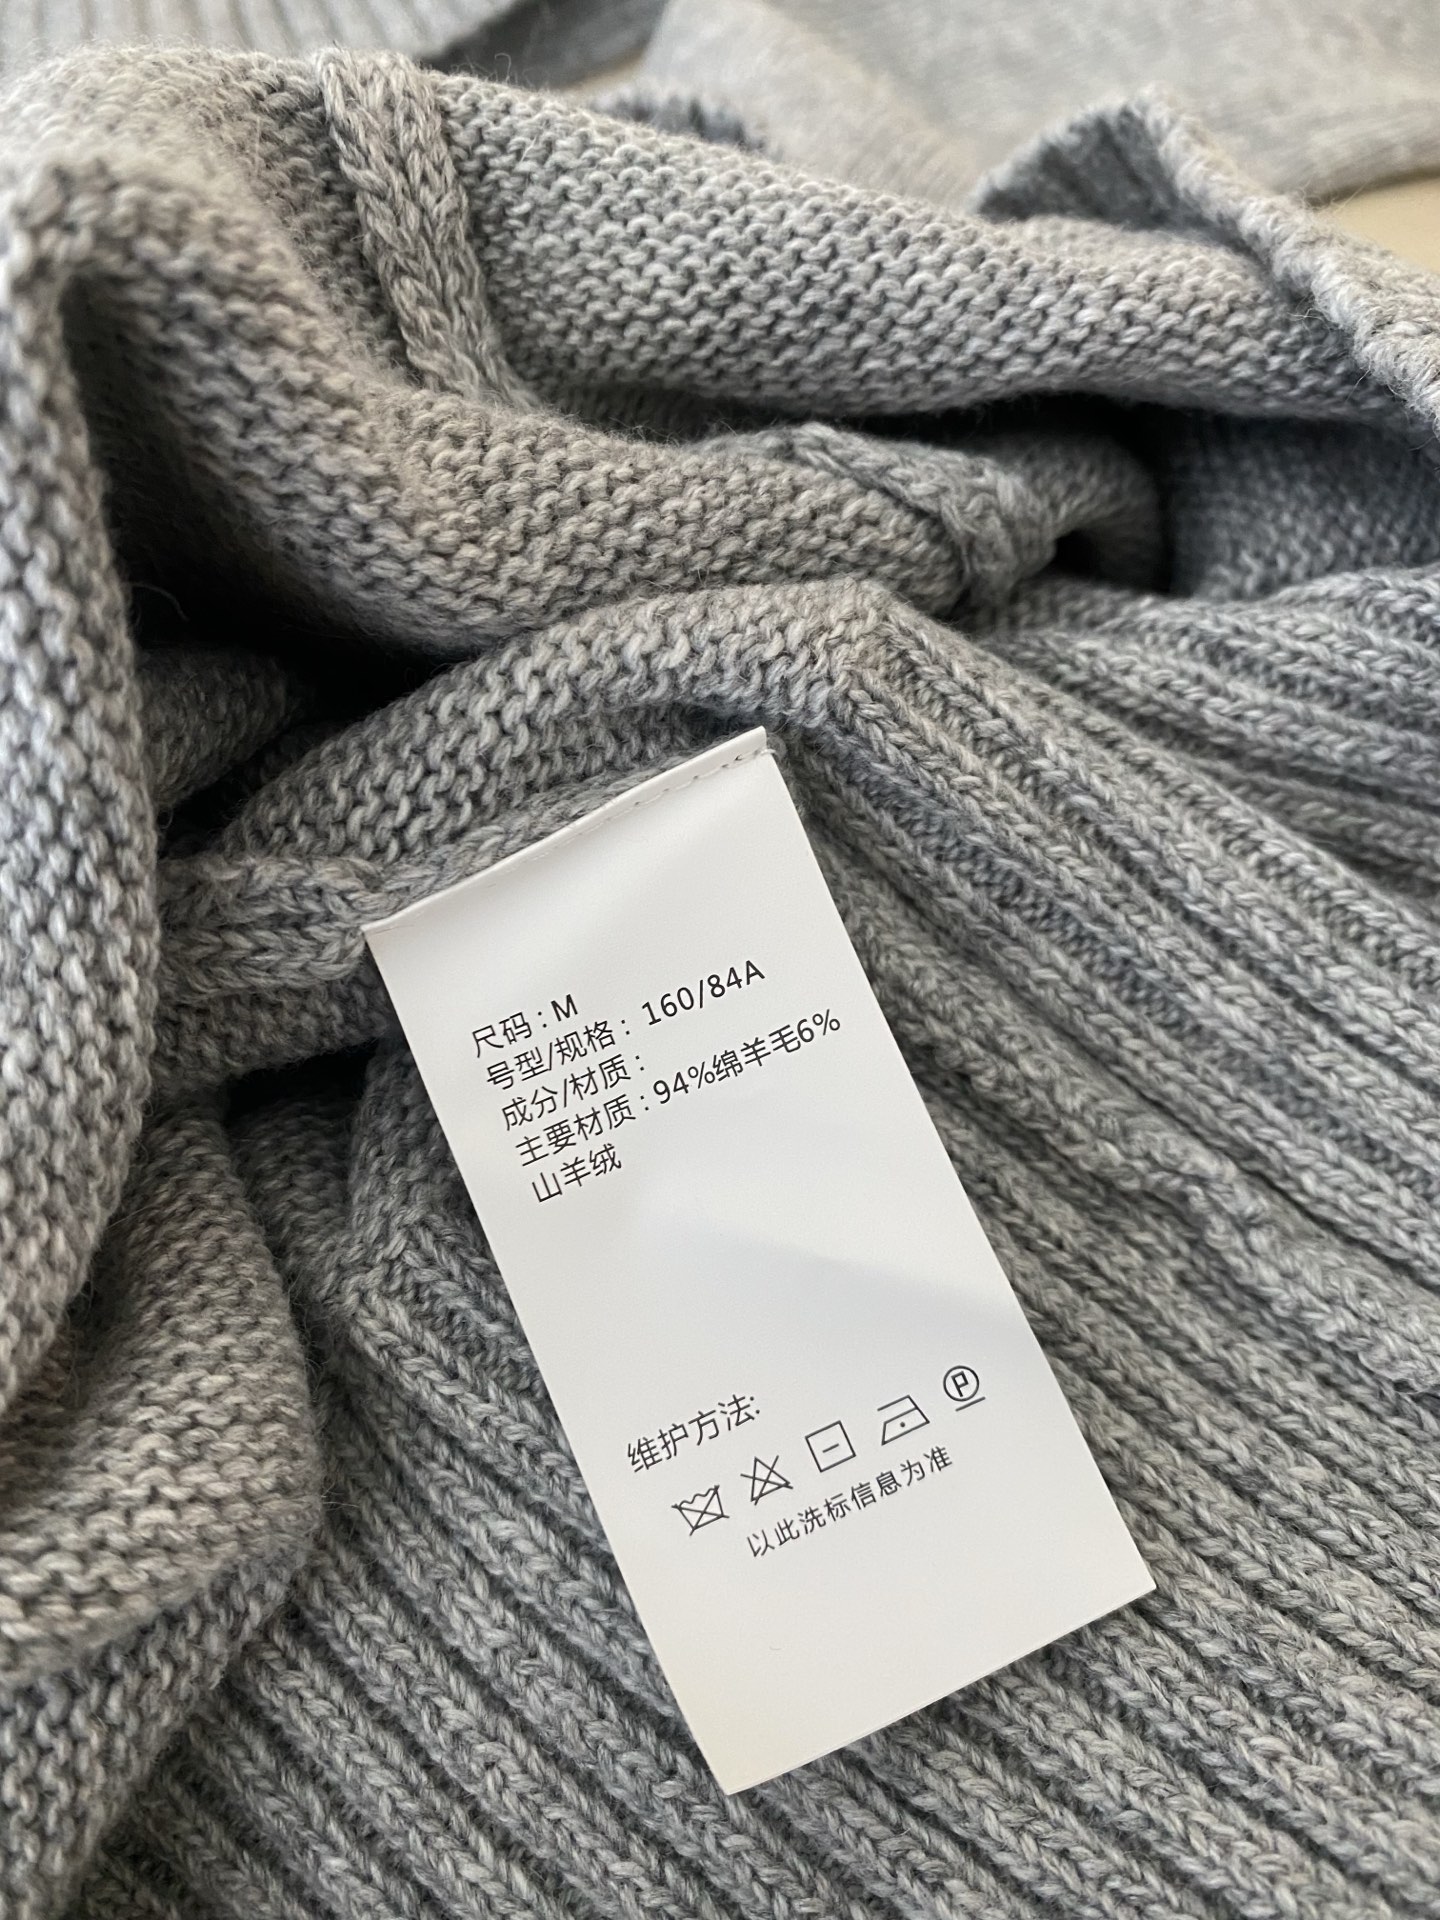 尺码 : M
号型/规格 : 160/84A
成分/材质 :
主要材质 : 94%绵羊毛6%
山羊绒
维护方法:
P
以此洗标信息为准